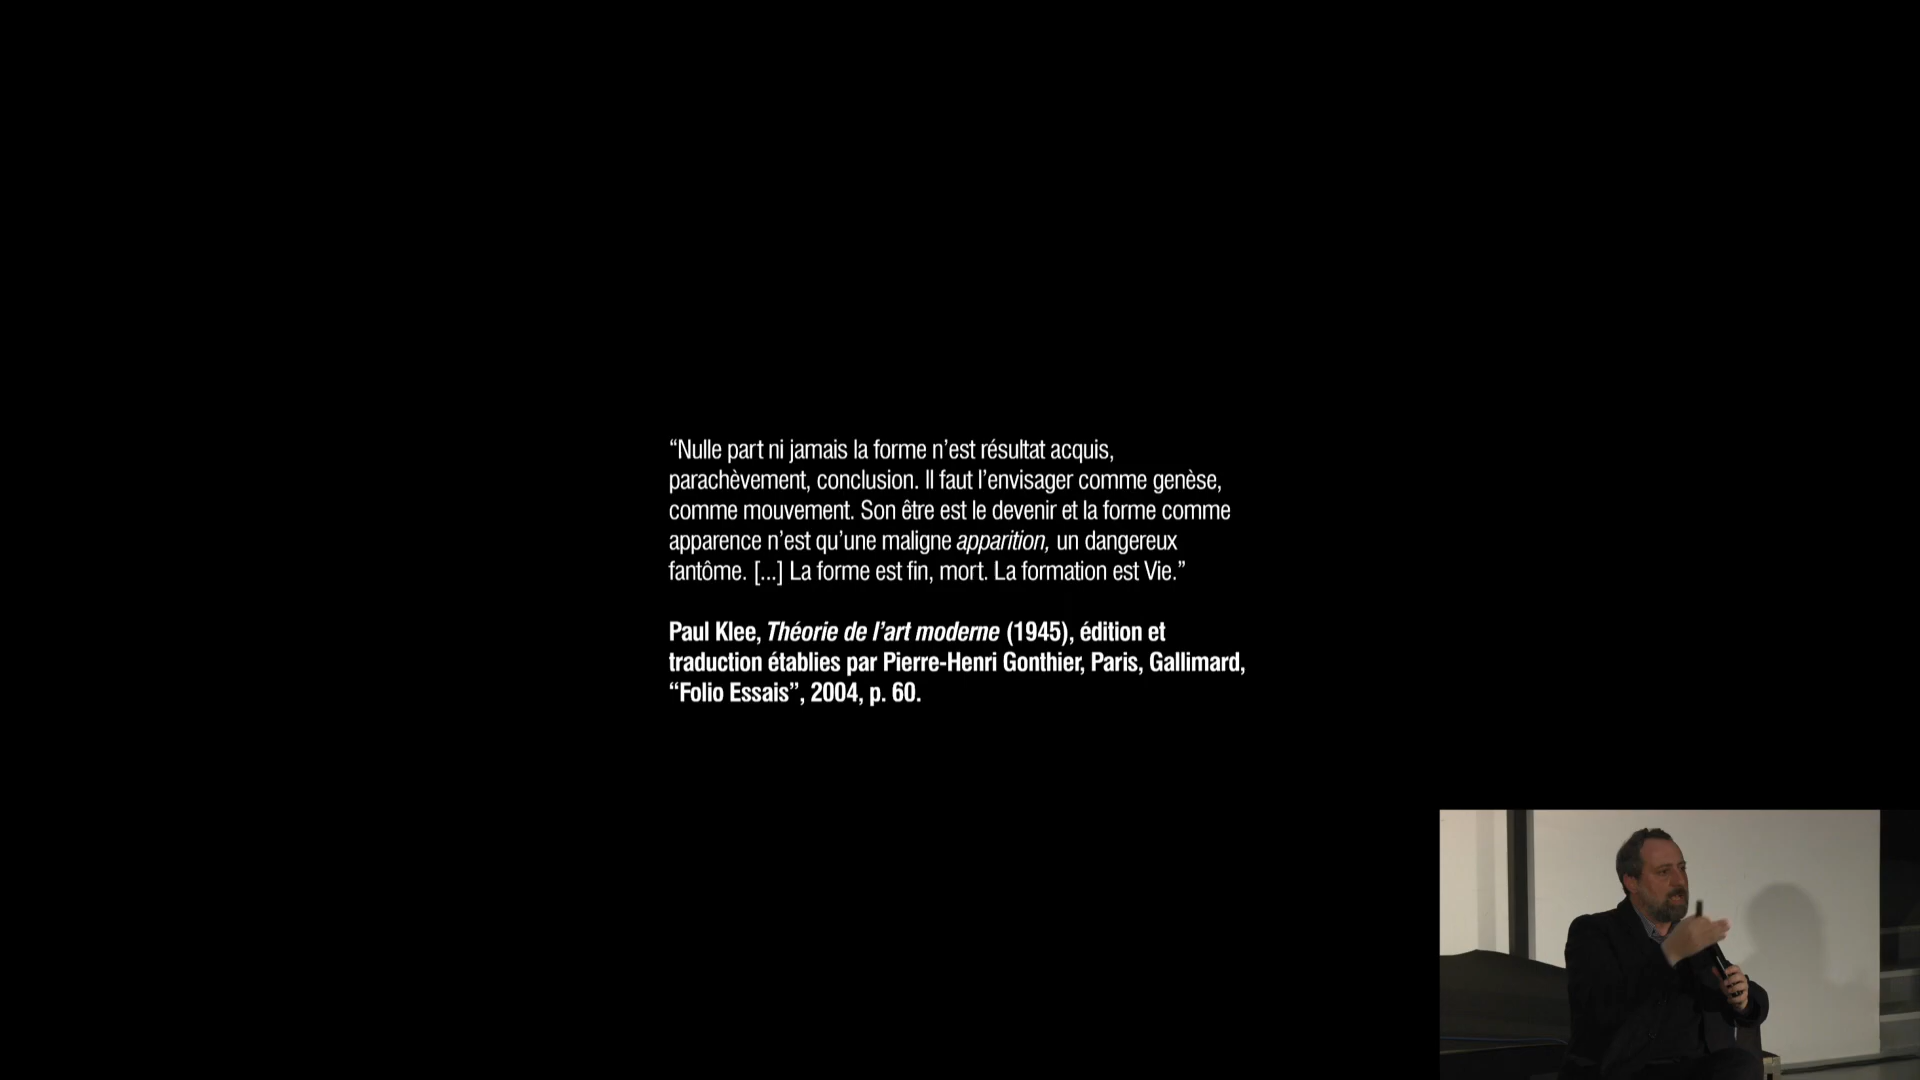 “Nulle part ni jamais la forme n’est résultat acquis,
parachèvement, conclusion. Il faut l’envisager comme genèse,
comme mouvement. Son être est le devenir et la forme comme
apparence n’est qu’une maligne apparition, un dangereux
fantôme. [...] La forme est fin, mort. La formation est Vie.”
Paul Klee, Théorie de l’art moderne (1945), édition et
traduction établies par Pierre-Henri Gonthier, Paris, Gallimard,
“Folio Essais”, 2004, p. 60.